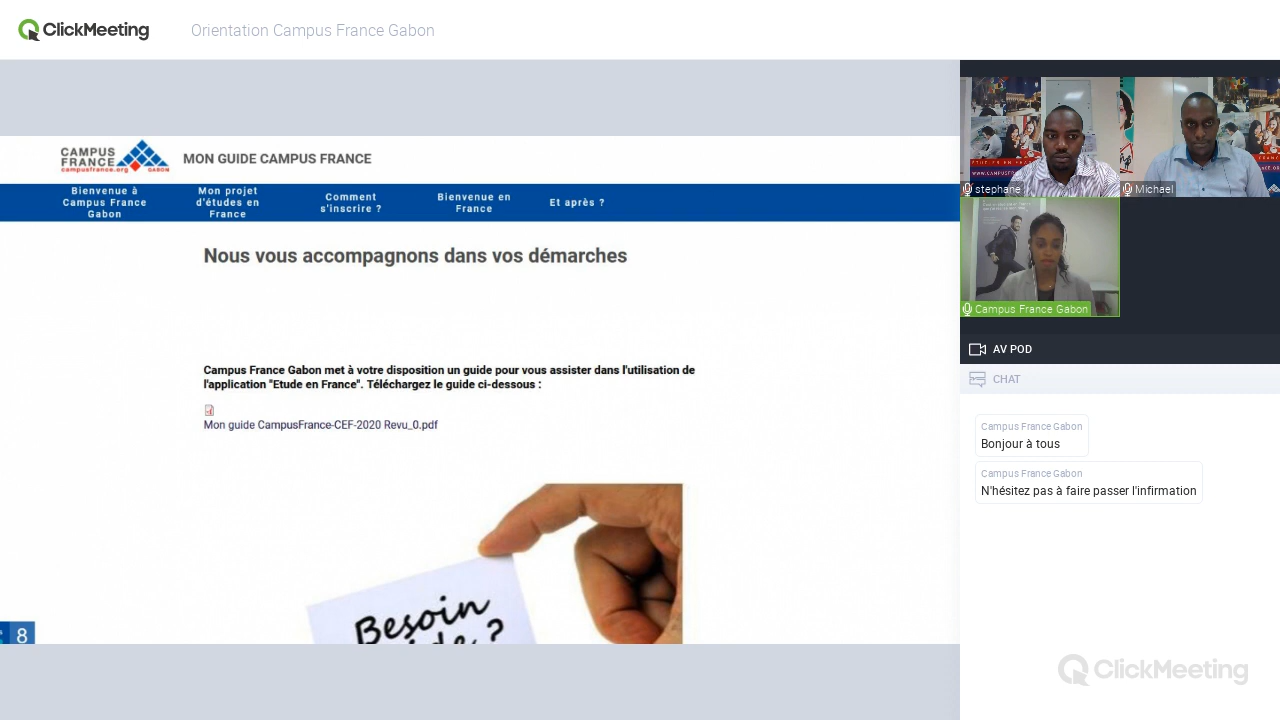 ClickMeeting
Orientation Campus France Gabon
CAMPUS
FRANCE
campusfrance.org GABON
MON GUIDE CAMPUS FRANCE
Bienvenue à
Campus France
Gabon
Mon projet
d'études en
France
Comment
s'inscrire ?
Bienvenue en
France
Et après ?
Nous vous accompagnons dans vos démarches
Campus France Gabon met à votre disposition un guide pour vous assister dans l'utilisation de
l'application "Etude en France". Téléchargez le guide ci-dessous :
Mon guide CampusFrance-CEF-2020 Revu_0.pdf
Besoin
8
stephane
Michael
Campus France Gabon
AV POD
CHAT
Campus France Gabon
Bonjour à tous
Campus France Gabon
N'hésitez pas à faire passer l'infirmation
ClickMeeting